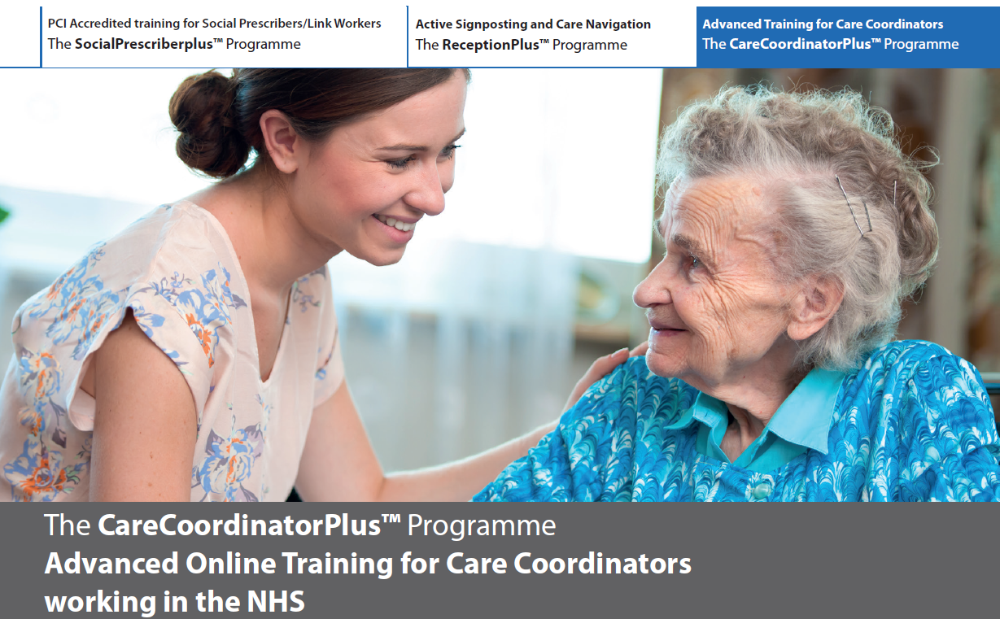 PCI Accredited training for Social Prescribers/Link Workers
The SocialPrescriberplus™ Programme
Active Signposting and Care Navigation
The ReceptionPlus™ Programme
Advanced Training for Care Coordinators
The CareCoordinatorPlus™ Programme
The CareCoordinatorPlus™ Programme
Advanced Online Training for Care Coordinators
working in the NHS